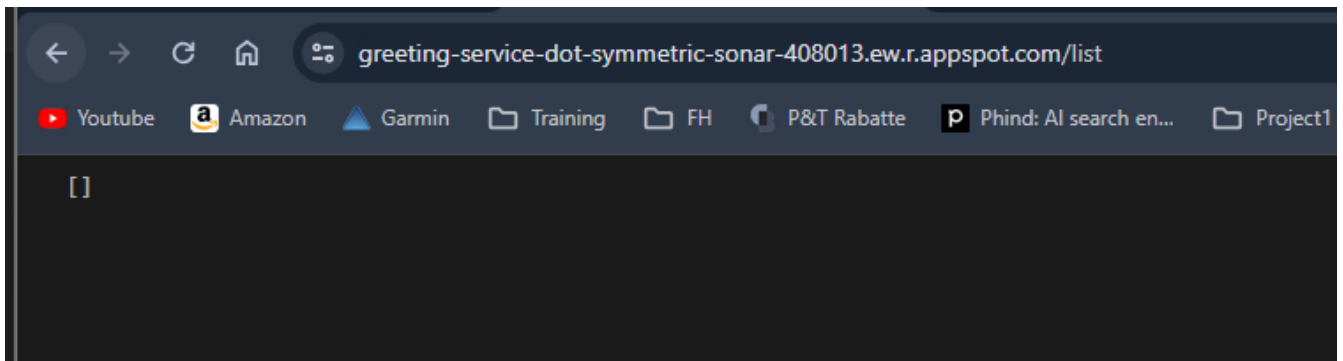 greeting-service-dot-symmetric-sonar-408013.ew.r.appspot.com/list
Youtube Amazon Garmin Training FH P&T Rabatte Phind: AI search en... Project1
[]